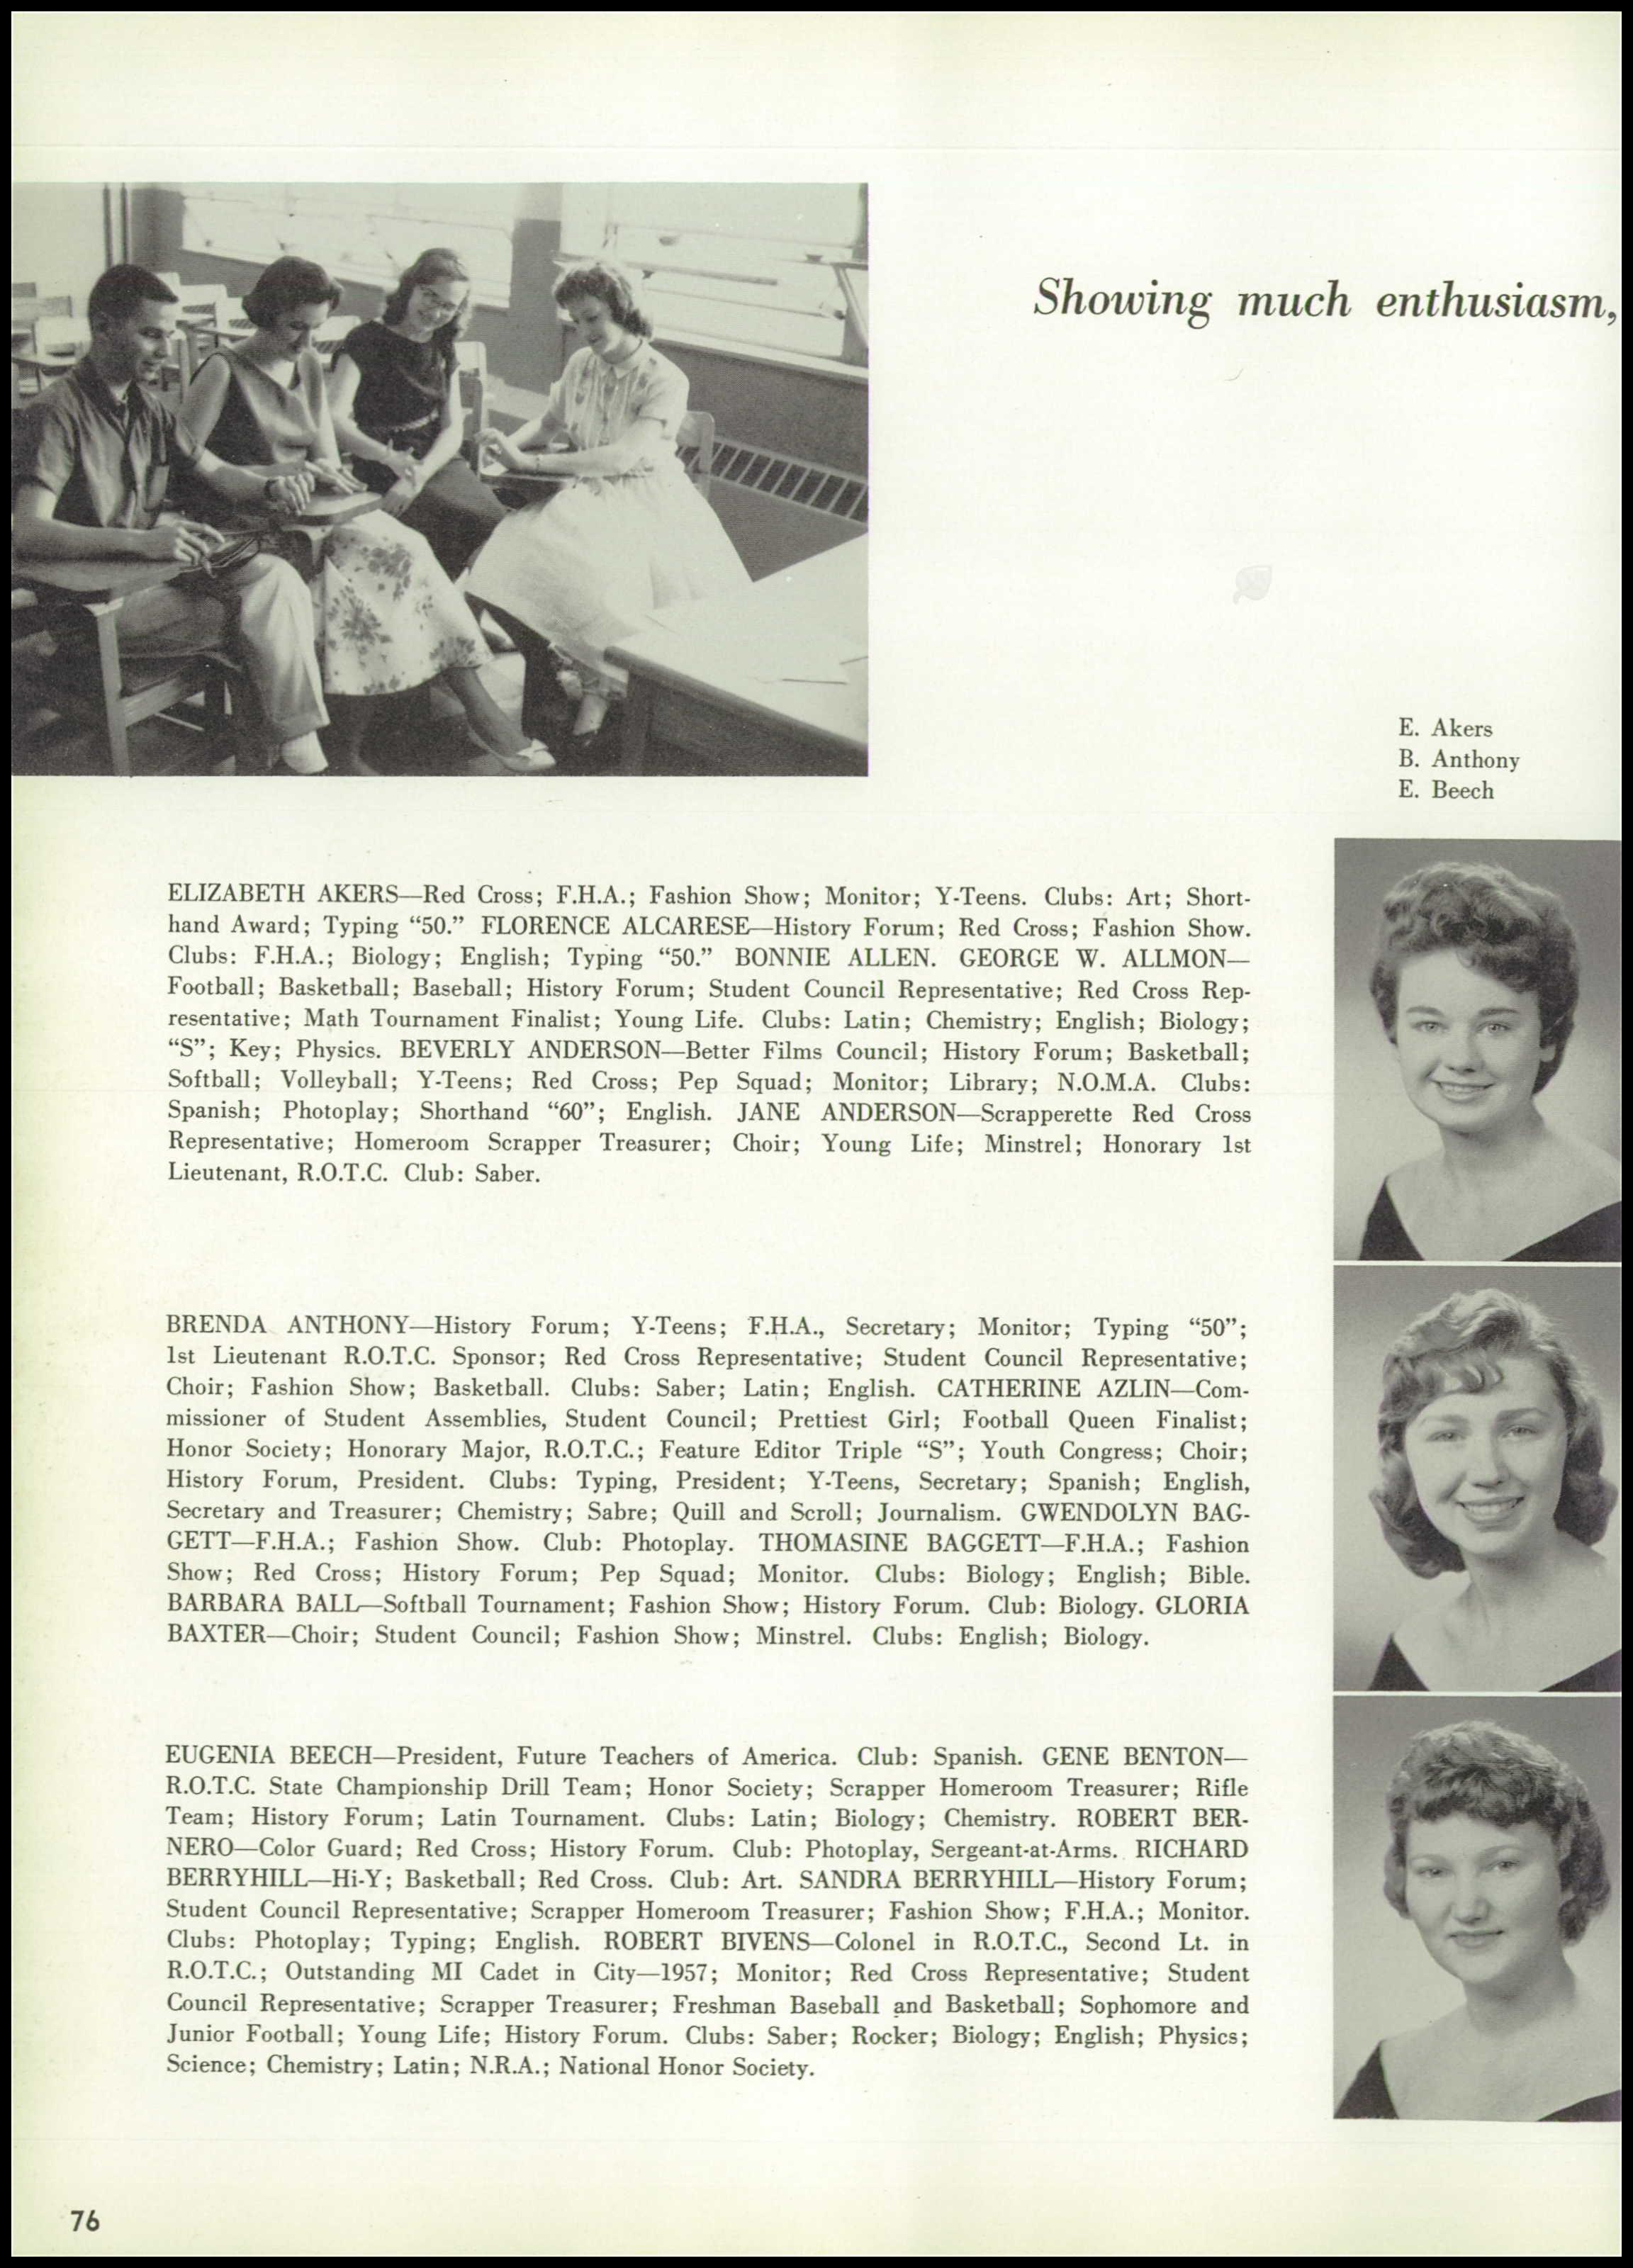 Showing much enthusiasm,
E. Akers
B. Anthony
E. Beech
ELIZABETH AKERS—Red Cross; F.H.A.; Fashion Show; Monitor; Y-Teens. Clubs: Art; Short-
hand Award; Typing “50.” FLORENCE ALCARESE—History Forum; Red Cross; Fashion Show.
Clubs: F.H.A.; Biology; English; Typing “50.” BONNIE ALLEN. GEORGE W. ALLMON—
Football; Basketball; Baseball; History Forum; Student Council Representative; Red Cross Rep-
resentative; Math Tournament Finalist; Young Life. Clubs: Latin; Chemistry; English; Biology;
“S”; Key; Physics. BEVERLY ANDERSON—Better Films Council; History Forum; Basketball;
Softball; Volleyball; Y-Teens; Red Cross; Pep Squad; Monitor; Library; N.O.M.A. Clubs:
Spanish; Photoplay; Shorthand “60”; English. JANE ANDERSON—Scrapperette Red Cross
Representative; Homeroom Scrapper Treasurer; Choir; Young Life; Minstrel; Honorary 1st
Lieutenant, R.O.T.C. Club: Saber.
BRENDA ANTHONY—History Forum; Y-Teens; F.H.A., Secretary; Monitor; Typing “50”;
1st Lieutenant R.O.T.C. Sponsor; Red Cross Representative; Student Council Representative;
Choir; Fashion Show; Basketball. Clubs: Saber; Latin; English. CATHERINE AZLIN—Com-
missioner of Student Assemblies, Student Council; Prettiest Girl; Football Queen Finalist;
Honor Society; Honorary Major, R.O.T.C.; Feature Editor Triple “S”; Youth Congress; Choir;
History Forum, President. Clubs: Typing, President; Y-Teens, Secretary; Spanish; English,
Secretary and Treasurer; Chemistry; Sabre; Quill and Scroll; Journalism. GWENDOLYN BAG-
GETT—F.H.A.; Fashion Show. Club: Photoplay. THOMASINE BAGGETT—F.H.A.; Fashion
Show; Red Cross; History Forum; Pep Squad; Monitor. Clubs: Biology; English; Bible.
BARBARA BALL—Softball Tournament; Fashion Show; History Forum. Club: Biology. GLORIA
BAXTER—Choir; Student Council; Fashion Show; Minstrel. Clubs: English; Biology.
EUGENIA BEECH—President, Future Teachers of America. Club: Spanish. GENE BENTON—
R.O.T.C. State Championship Drill Team; Honor Society; Scrapper Homeroom Treasurer; Rifle
Team; History Forum; Latin Tournament. Clubs: Latin; Biology; Chemistry. ROBERT BER-
NERO—Color Guard; Red Cross; History Forum. Club: Photoplay, Sergeant-at-Arms. RICHARD
BERRYHILL—Hi-Y; Basketball; Red Cross. Club: Art. SANDRA BERRYHILL—History Forum;
Student Council Representative; Scrapper Homeroom Treasurer; Fashion Show; F.H.A.; Monitor.
Clubs: Photoplay; Typing; English. ROBERT BIVENS—Colonel in R.O.T.C., Second Lt. in
R.O.T.C.; Outstanding MI Cadet in City—1957; Monitor; Red Cross Representative; Student
Council Representative; Scrapper Treasurer; Freshman Baseball and Basketball; Sophomore and
Junior Football; Young Life; History Forum. Clubs: Saber; Rocker; Biology; English; Physics;
Science; Chemistry; Latin; N.R.A.; National Honor Society.
76